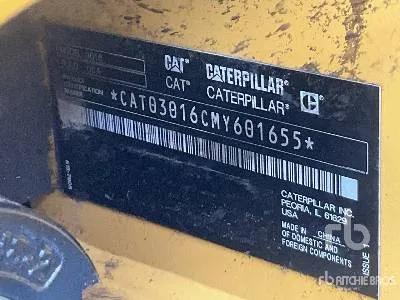 CAT CATERPILLAR
CAT CATERPILLAR C
*CAT03016CMY601655*
CATERPILLAR INC.
PEORIA, IL 61629
USA
MADE IN CHINA
OF DOMESTIC AND
FOREIGN COMPONENTS
ISSUE 1
rb
RITCHIE BROS